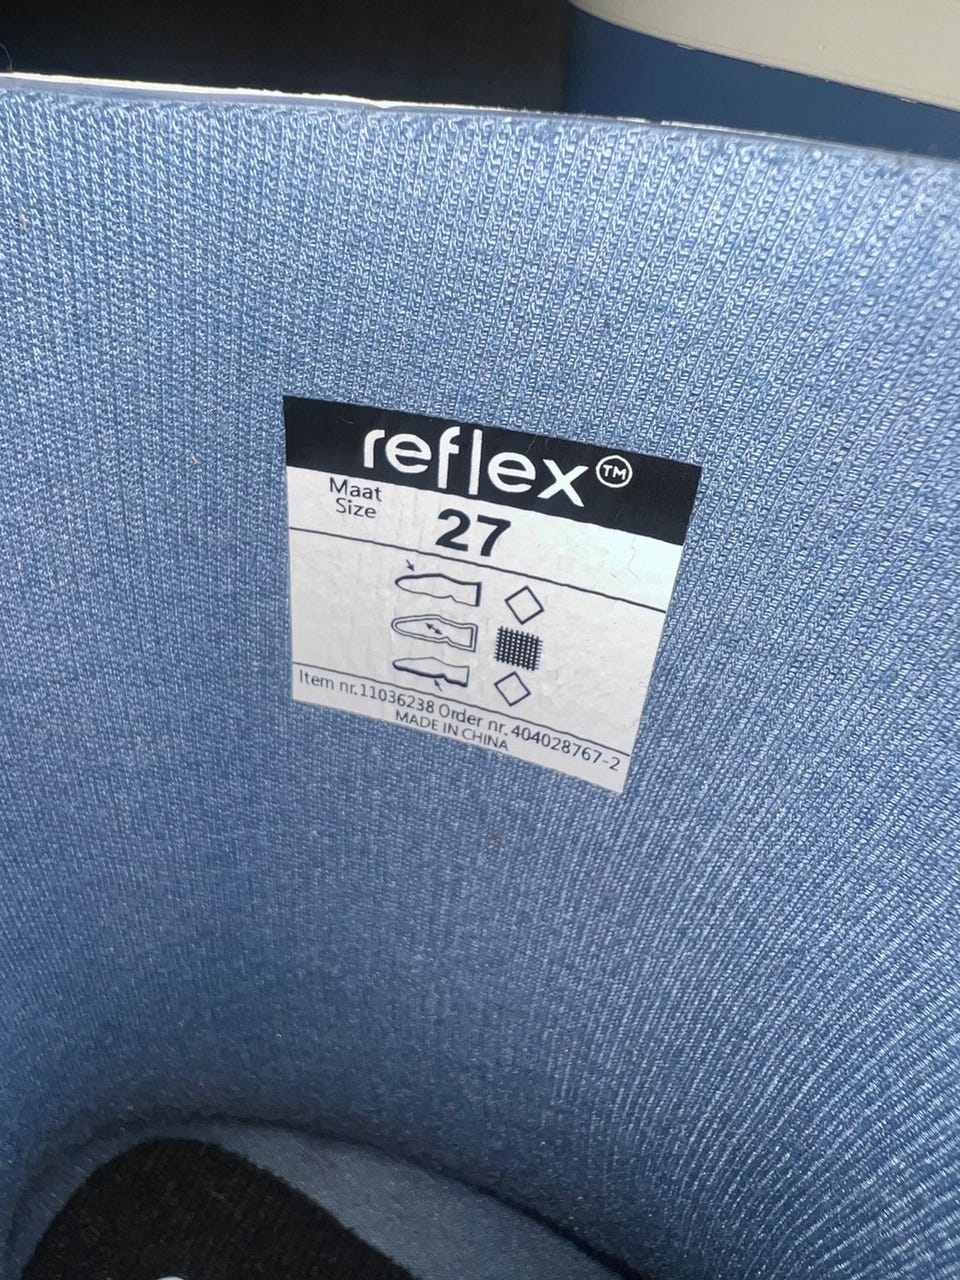 reflex™
Maat
Size
27
Item nr.11036238 Order nr.404028767-2
MADE IN CHINA